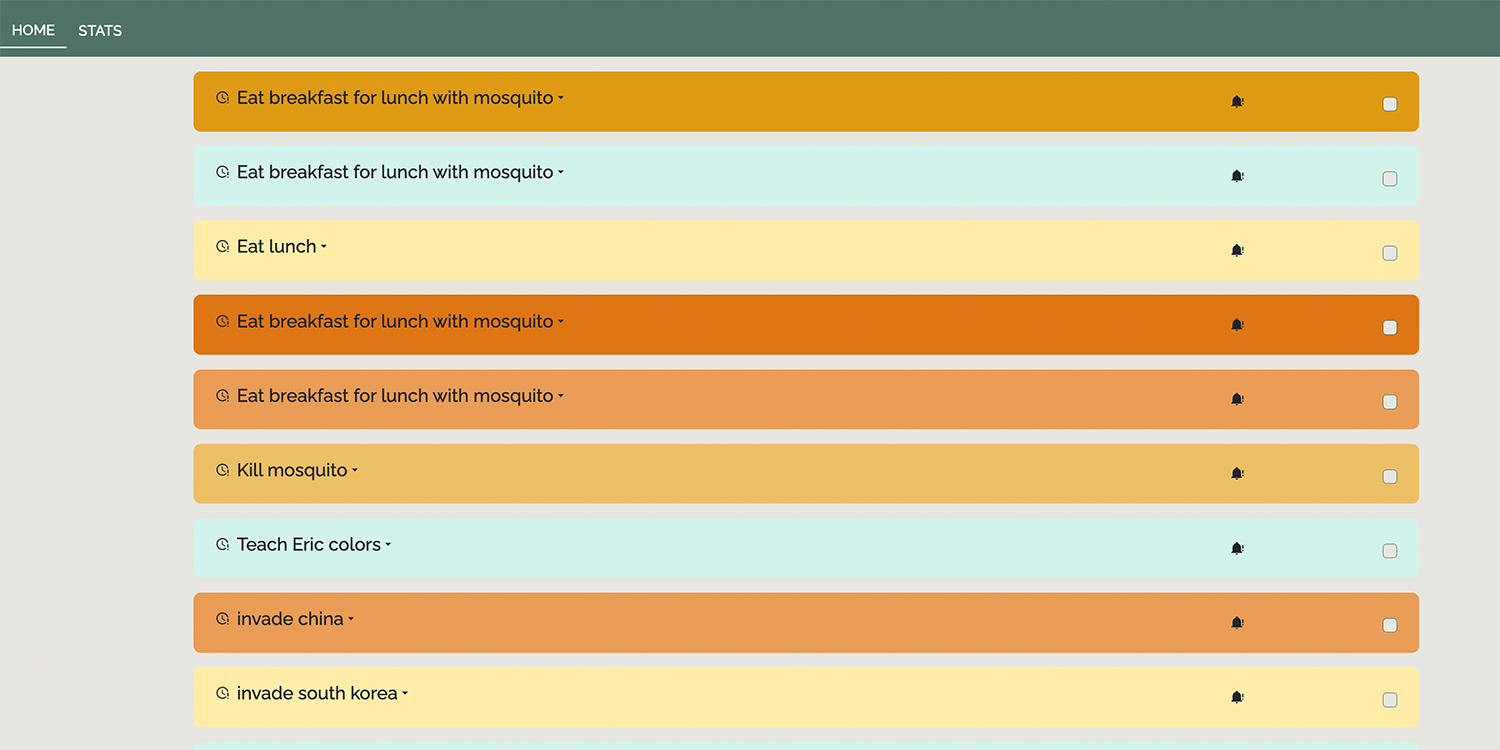 HOME STATS
Eat breakfast for lunch with mosquito
Eat breakfast for lunch with mosquito
Eat lunch
Eat breakfast for lunch with mosquito
Eat breakfast for lunch with mosquito
Kill mosquito
Teach Eric colors
invade china
invade south korea